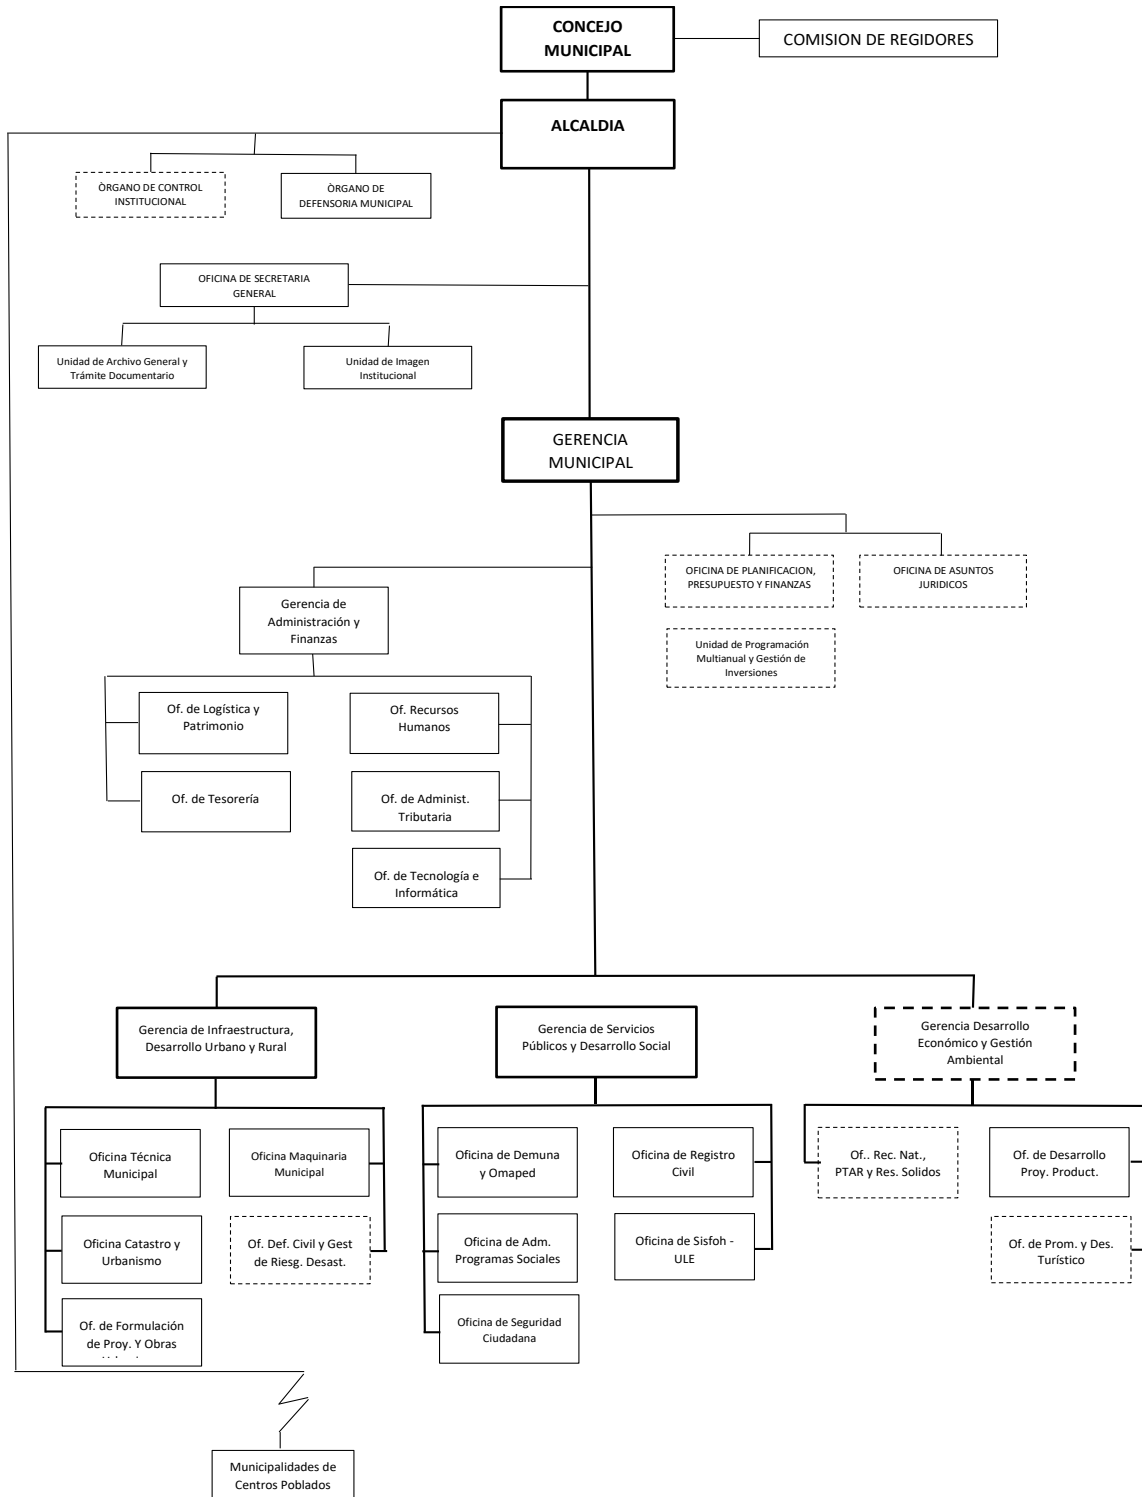 CONCEJO
MUNICIPAL
COMISION DE REGIDORES
ALCALDIA
ÒRGANO DE CONTROL
INSTITUCIONAL
ÒRGANO DE
DEFENSORIA MUNICIPAL
OFICINA DE SECRETARIA
GENERAL
Unidad de Archivo General y
Trámite Documentario
Unidad de Imagen
Institucional
GERENCIA
MUNICIPAL
OFICINA DE PLANIFICACION,
PRESUPUESTO Y FINANZAS
OFICINA DE ASUNTOS
JURIDICOS
Unidad de Programación
Multianual y Gestión de
Inversiones
Gerencia de
Administración y
Finanzas
Of. de Logística y
Patrimonio
Of. Recursos
Humanos
Of. de Tesorería
Of. de Administ.
Tributaria
Of. de Tecnología e
Informática
Gerencia de Infraestructura,
Desarrollo Urbano y Rural
Gerencia de Servicios
Públicos y Desarrollo Social
Gerencia Desarrollo
Económico y Gestión
Ambiental
Oficina Técnica
Municipal
Oficina Maquinaria
Municipal
Oficina Catastro y
Urbanismo
Of. Def. Civil y Gest
de Riesg. Desast.
Of. de Formulación
de Proy. Y Obras
Oficina de Demuna
y Omaped
Oficina de Registro
Civil
Oficina de Adm.
Programas Sociales
Oficina de Sisfoh -
ULE
Oficina de Seguridad
Ciudadana
Of.. Rec. Nat.,
PTAR y Res. Solidos
Of. de Desarrollo
Proy. Product.
Of. de Prom. y Des.
Turístico
Municipalidades de
Centros Poblados